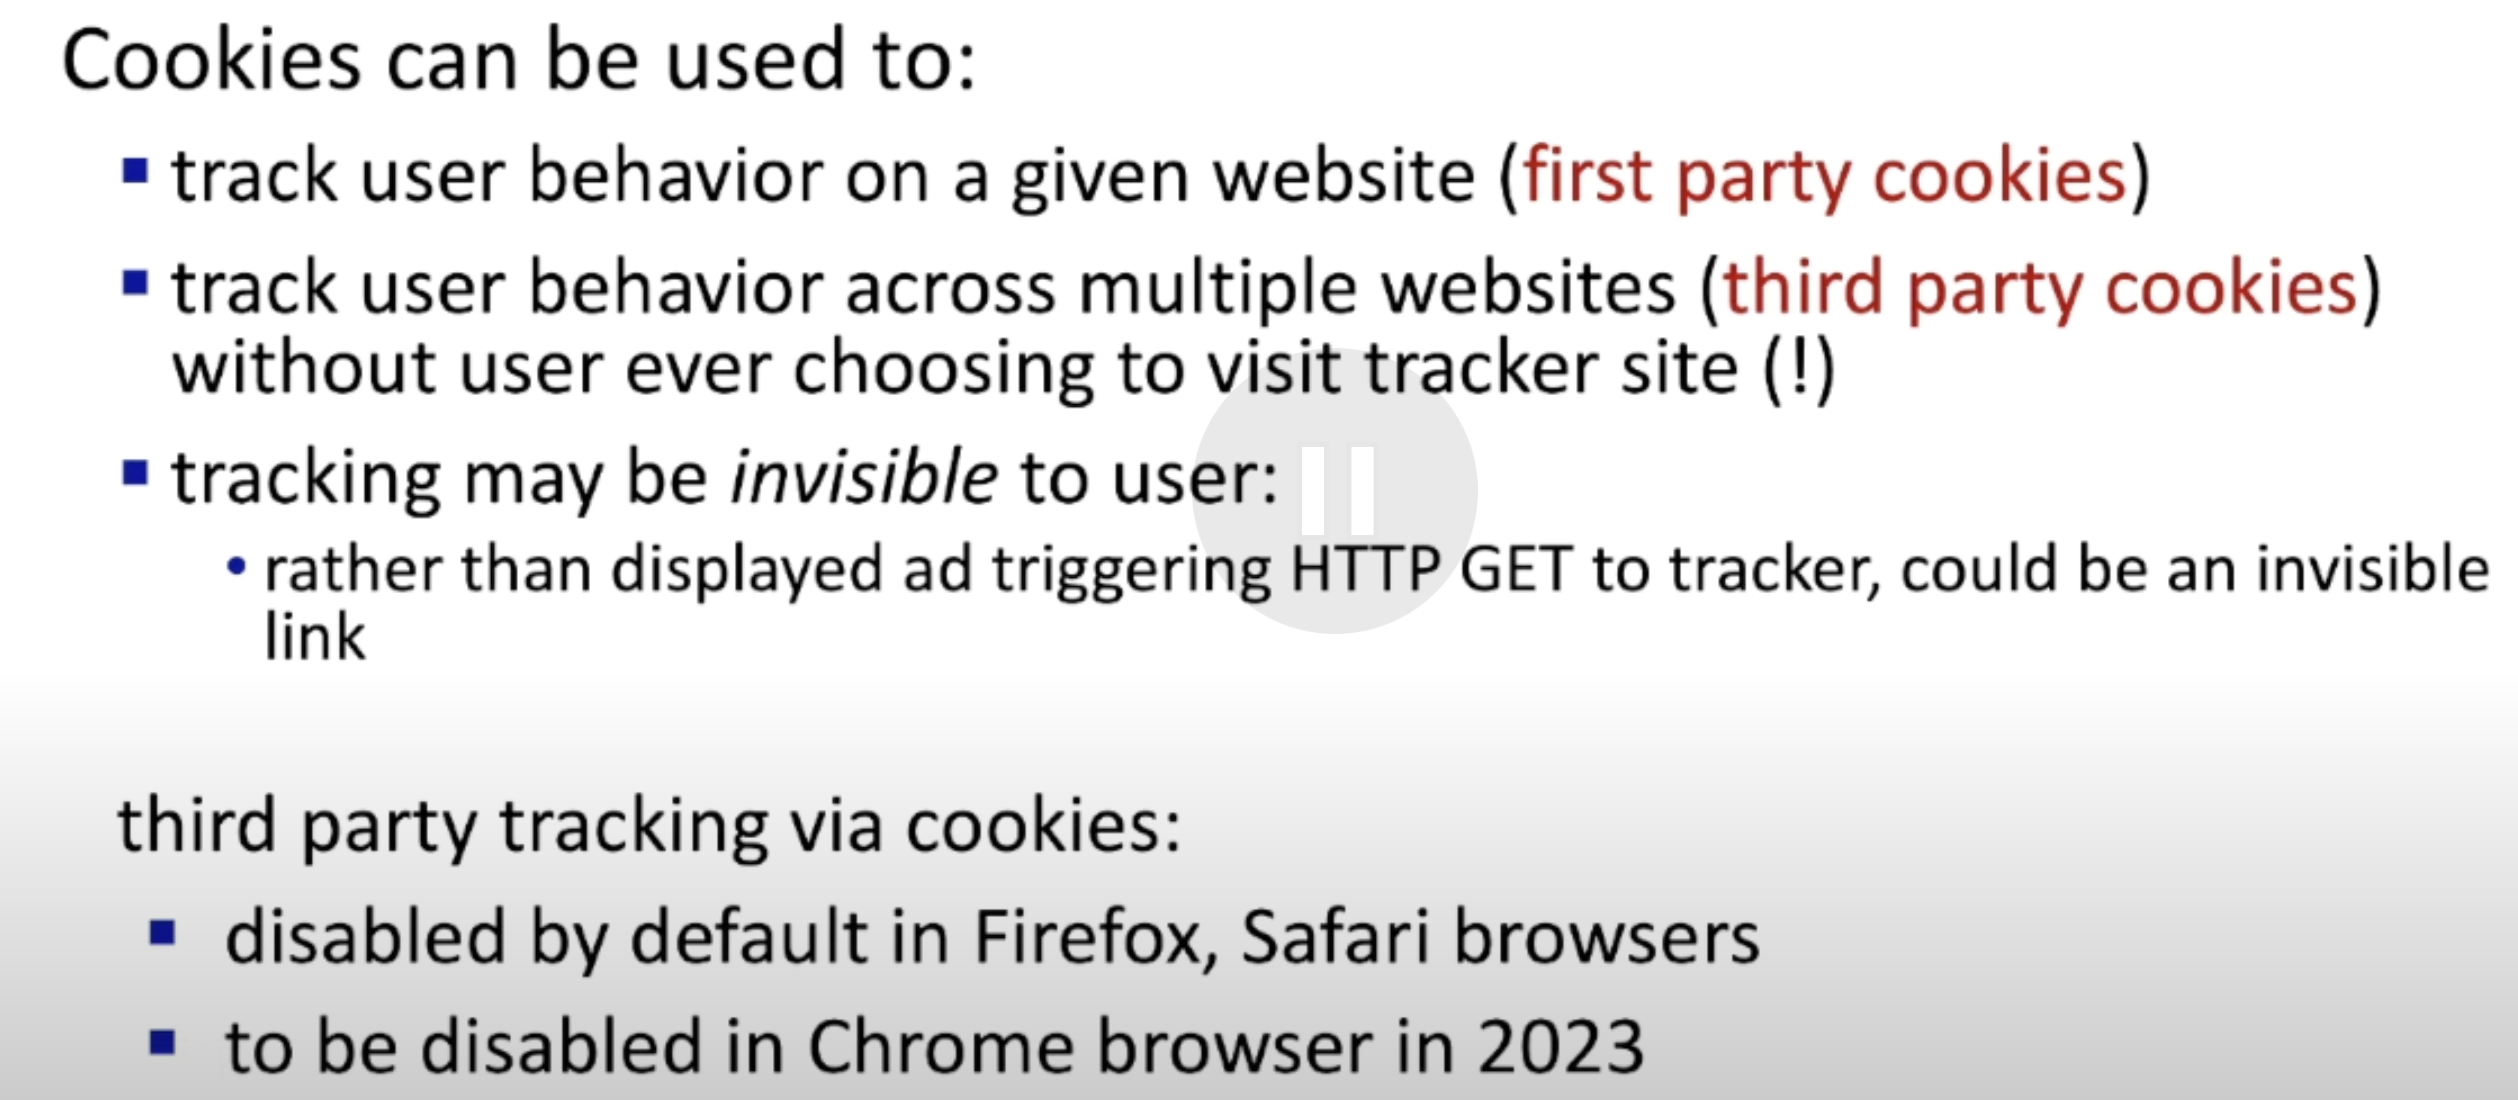 Cookies can be used to:
▪ track user behavior on a given website (first party cookies)
▪ track user behavior across multiple websites (third party cookies)
without user ever choosing to visit tracker site (!)
▪ tracking may be invisible to user:
• rather than displayed ad triggering HTTP GET to tracker, could be an invisible
link
third party tracking via cookies:
▪ disabled by default in Firefox, Safari browsers
▪ to be disabled in Chrome browser in 2023